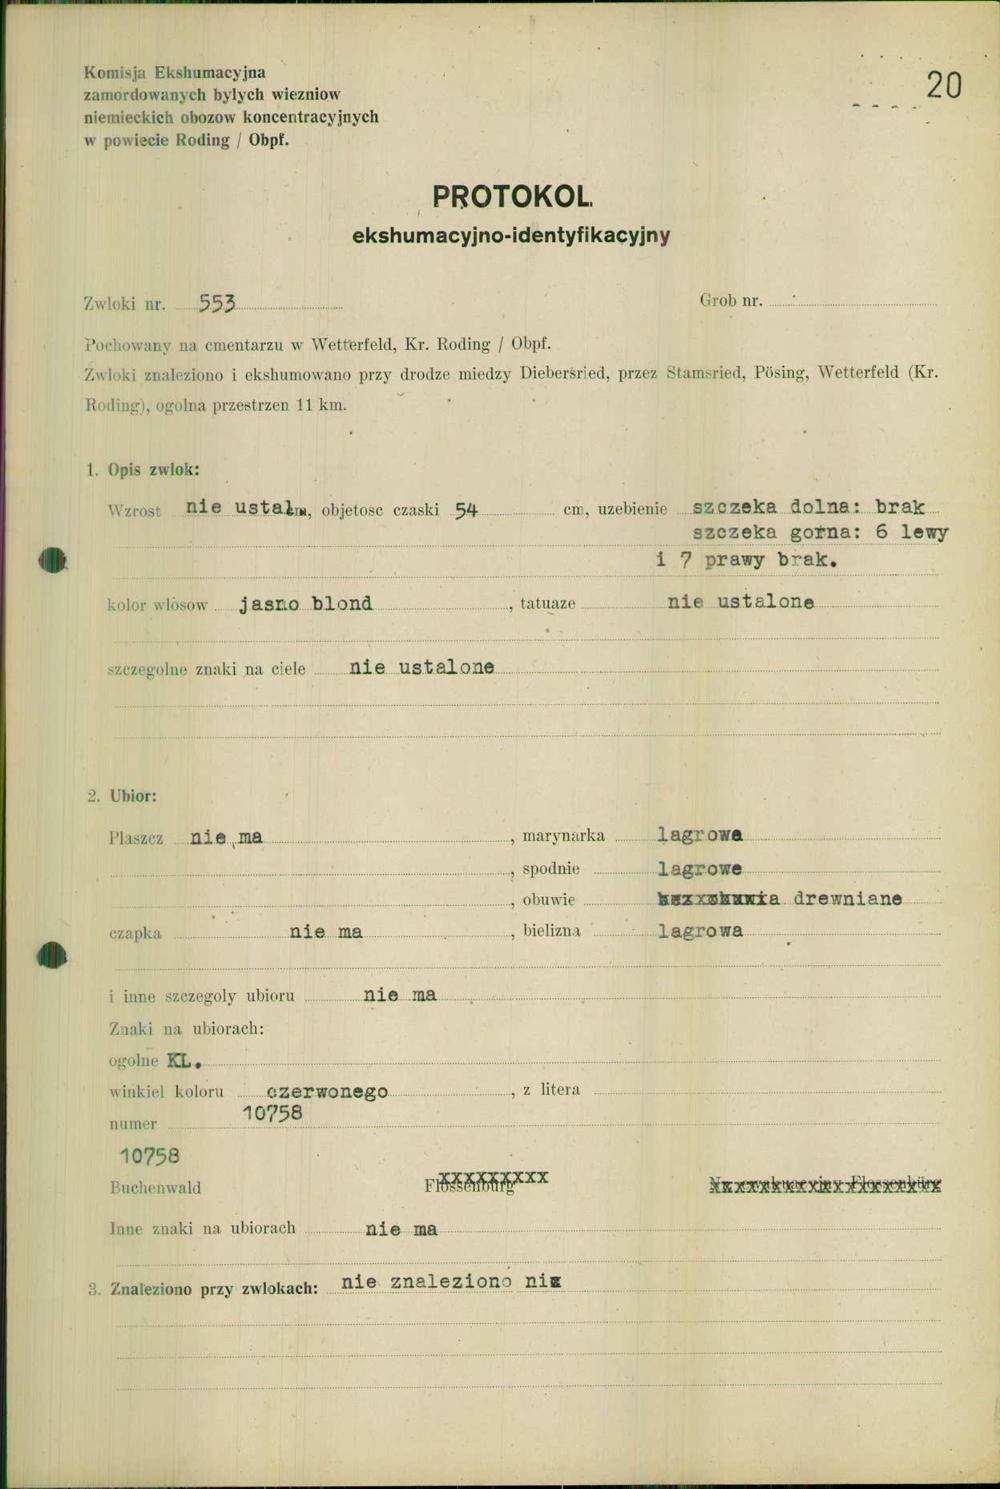 Komisja Ekshumacyjna
zamordowanych bylych wiezniow
niemieckich obozow koncentracyjnych
w powiecie Roding / Obpf.
20
PROTOKOL
ekshumacyjno-identyfikacyjny
Zwloki nr. 553 Grob nr.
Pochowany na cmentarzu w Wetterfeld, Kr. Roding / Obpf.
Zwloki znaleziono i ekshumowano przy drodze miedzy Diebersried, przez Stamsried, Pösing, Wetterfeld (Kr.
Roding), ogolna przestrzen 11 km.
1. Opis zwlok:
Wzrost nie ustal m, objetosc czaski 54 cm, uzebienie szczeka dolna: brak
szczeka gorna: 6 lewy
i 7 prawy brak.
kolor wlosow jasno blond, tatuaze nie ustalone
szczegolne znaki na ciele nie ustalone
2. Ubior:
Plaszcz nie ma, marynarka lagrowa
, spodnie lagrowe
, obuwie drewniane
czapka nie ma, bielizna lagrowa
i inne szczegoly ubioru nie ma
Znaki na ubiorach:
ogolne KL.
winkiel koloru czerwonego, z litera
numer 10758
10758
Buchenwald Flossenburg
Inne znaki na ubiorach nie ma
3. Znaleziono przy zwlokach: nie znaleziono nic